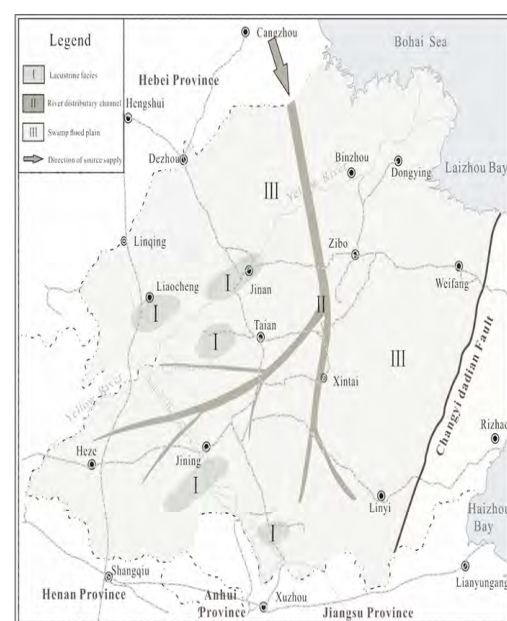 Legend
I Lacustrine facies
II River distributary channel
III Swamp flood plain
Direction of source supply
Cangzhou
Bohai Sea
Hebei Province
Hengshui
Dezhou
Binzhou
Dongying
Laizhou Bay
III
Yellow River
Linqing
Zibo
Weifang
I
Jinan
Liaocheng
I
II
I
Taian
III
Xintai
Changyi dadian Fault
Yellow River
Rizhao
Heze
Jining
I
Linyi
Haizhou
Bay
I
Shangqiu
Henan Province
Anhui
Province
Xuzhou
Jiangsu Province
Lianyungang